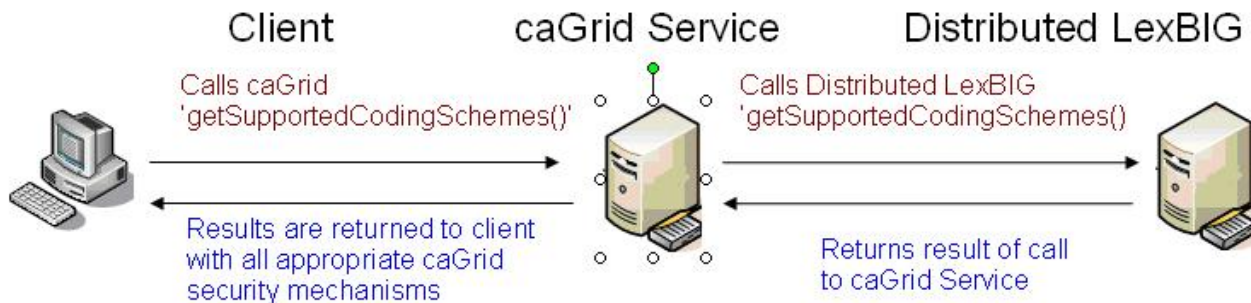 Client
caGrid Service
Distributed LexBIG
Calls caGrid
'getSupportedCodingSchemes()'
Calls Distributed LexBIG
'getSupportedCodingSchemes()
Results are returned to client
with all appropriate caGrid
security mechanisms
Returns result of call
to caGrid Service